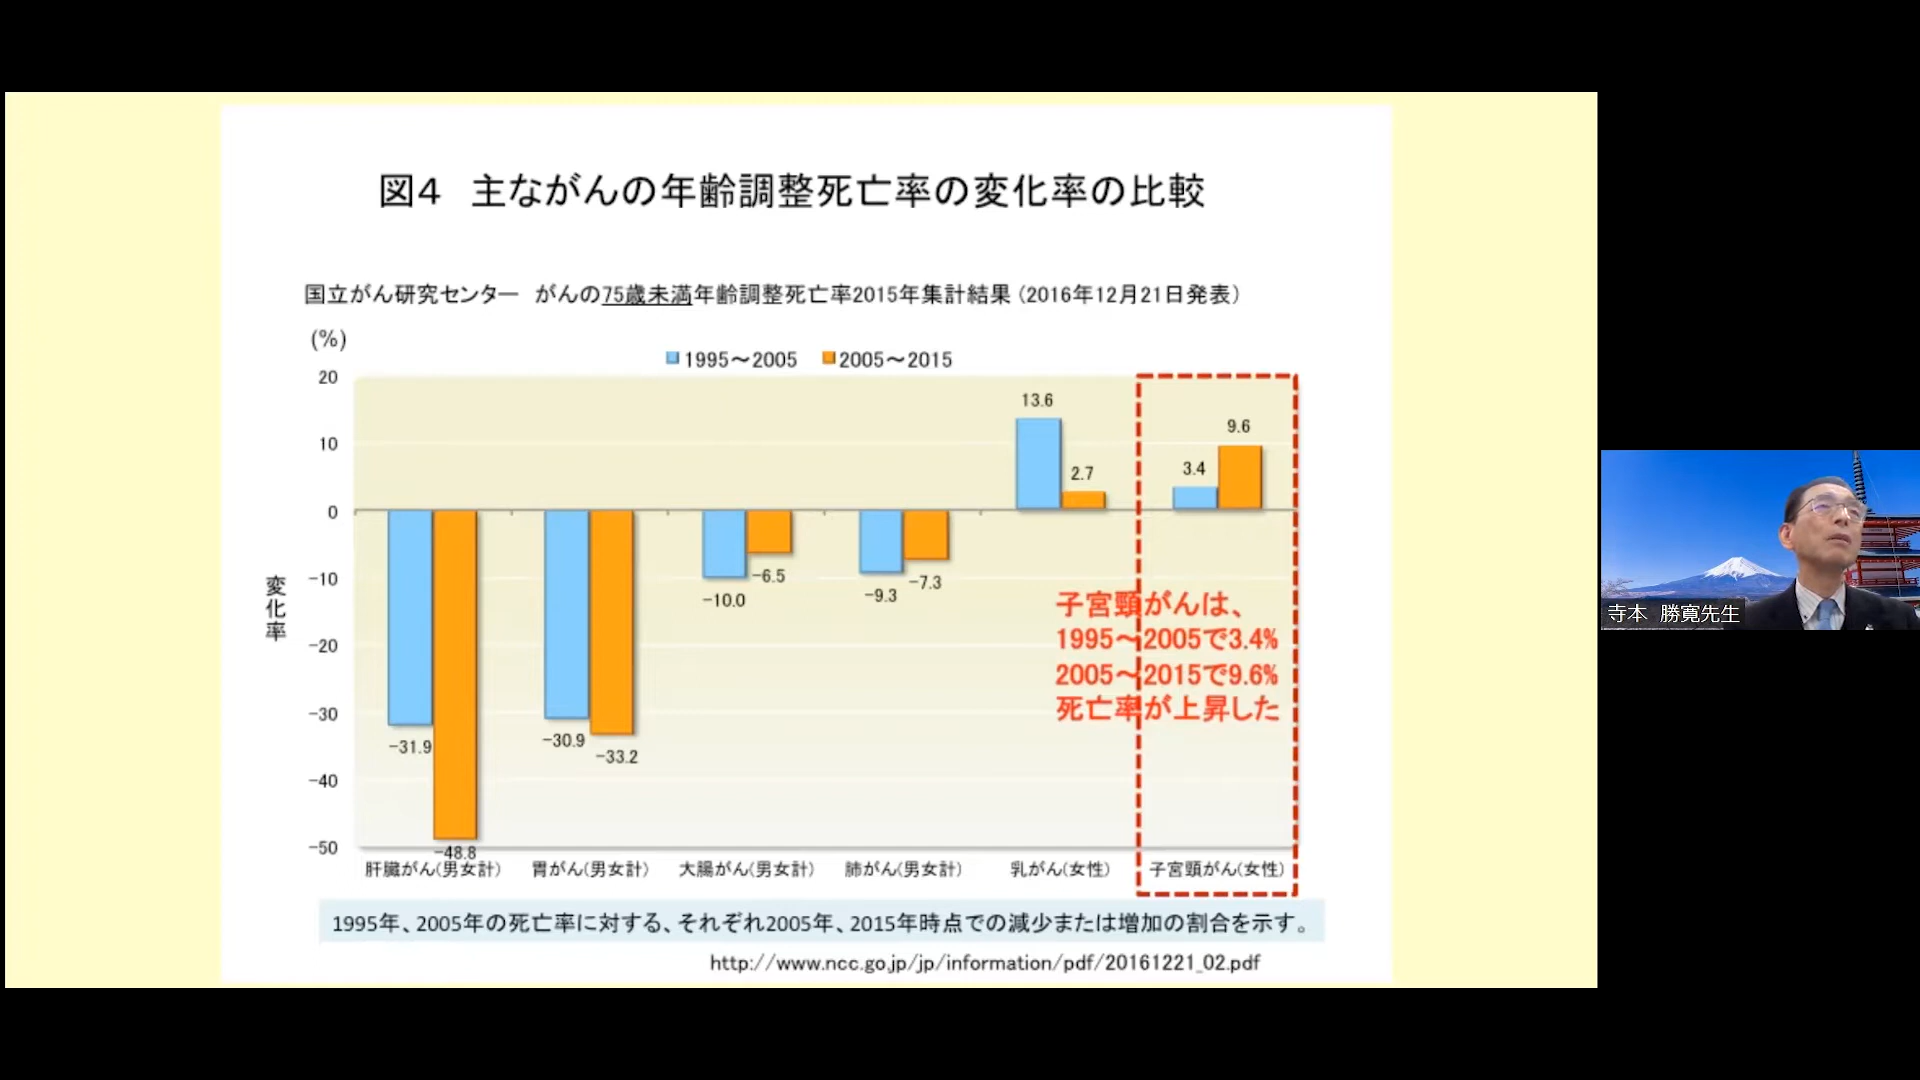 図4　主ながんの年齢調整死亡率の変化率の比較
国立がん研究センター　がんの75歳未満年齢調整死亡率2015年集計結果（2016年12月21日発表）
(%)
1995～2005　2005～2015
20
10
0
-10
-20
-30
-40
-50
変化率
-31.9
-48.8
-30.9
-33.2
-10.0
-6.5
-9.3
-7.3
13.6
2.7
3.4
9.6
子宮頸がんは、
1995～2005で3.4%
2005～2015で9.6%
死亡率が上昇した
肝臓がん(男女計)　胃がん(男女計)　大腸がん(男女計)　肺がん(男女計)　乳がん(女性)　子宮頸がん(女性)
1995年、2005年の死亡率に対する、それぞれ2005年、2015年時点での減少または増加の割合を示す。
http://www.ncc.go.jp/jp/information/pdf/20161221_02.pdf
寺本　勝寛先生